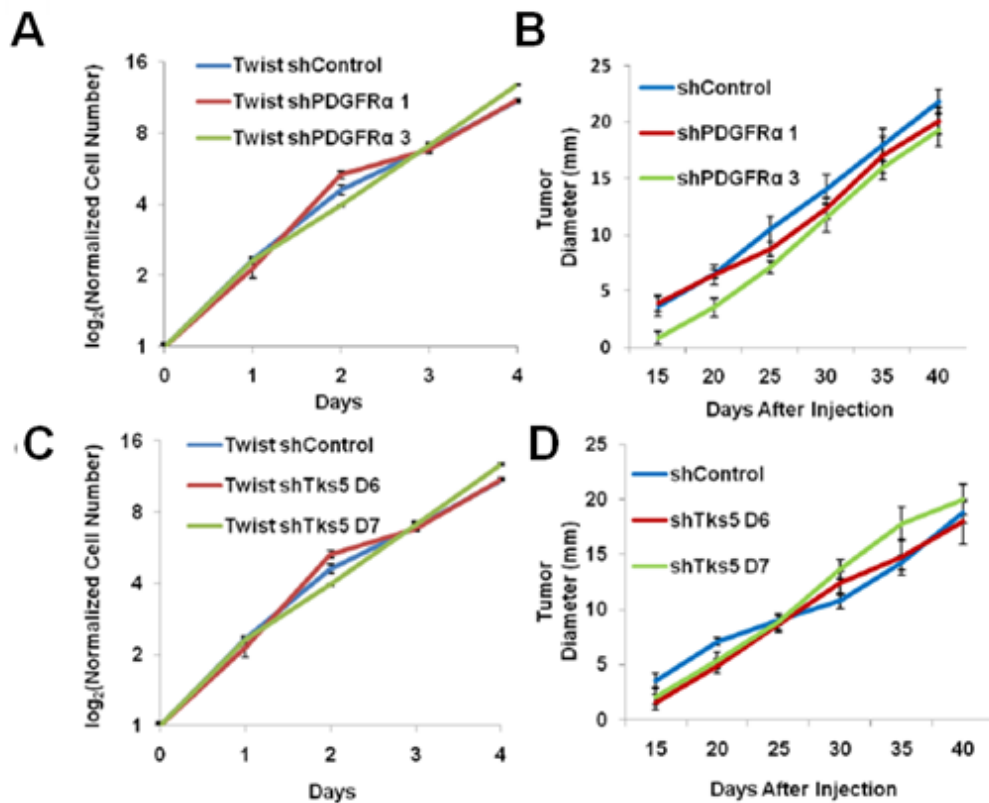 A
16
8
4
2
1
log₂(Normalized Cell Number)
Twist shControl
Twist shPDGFRα 1
Twist shPDGFRα 3
0 1 2 3 4
Days
B
25
20
15
10
5
0
Tumor
Diameter (mm)
shControl
shPDGFRα 1
shPDGFRα 3
15 20 25 30 35 40
Days After Injection
C
16
8
4
2
1
log₂(Normalized Cell Number)
Twist shControl
Twist shTks5 D6
Twist shTks5 D7
0 1 2 3 4
Days
D
25
20
15
10
5
0
Tumor
Diameter (mm)
shControl
shTks5 D6
shTks5 D7
15 20 25 30 35 40
Days After Injection